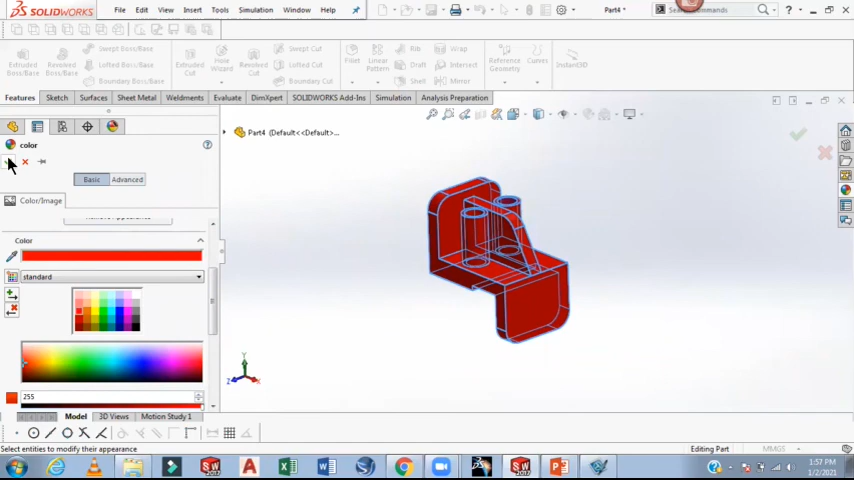 SOLIDWORKS File Edit View Insert Tools Simulation Window Help Part4 * Search Commands
Swept Boss/Base Swept Cut Rib Wrap
Extruded Boss/Base Revolved Boss/Base Lofted Boss/Base Extruded Cut Hole Wizard Revolved Cut Lofted Cut Fillet Linear Pattern Draft Intersect Reference Geometry Curves Instant3D
Boundary Boss/Base Boundary Cut Shell Mirror
Features Sketch Surfaces Sheet Metal Weldments Evaluate DimXpert SOLIDWORKS Add-Ins Simulation Analysis Preparation
Part4 (Default<<Default>...
color
Basic Advanced
Color/Image
Remove Appearance
Color
standard
255
Y
Z X
Model 3D Views Motion Study 1
Select entities to modify their appearance Editing Part MMGS
1:57 PM
1/2/2021